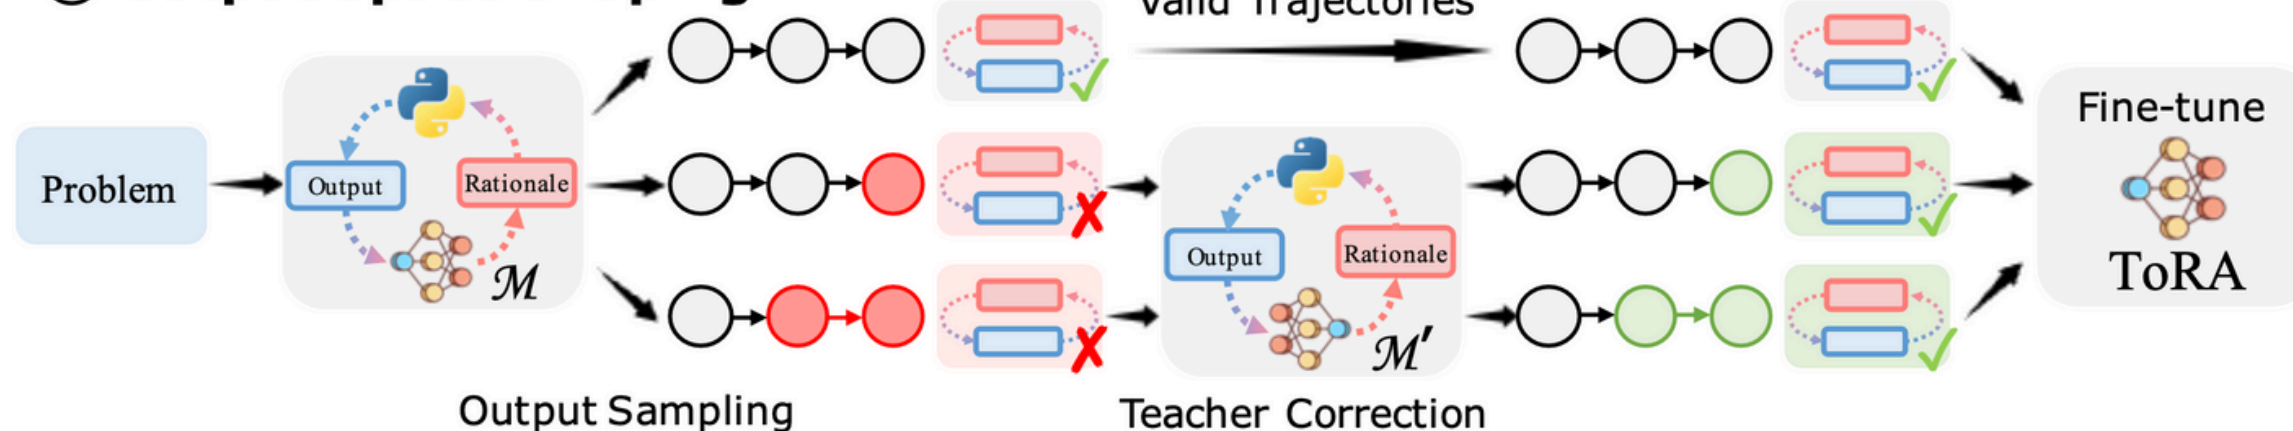 Valid Trajectories
Problem
Output
Rationale
M
Output
Rationale
M′
Fine-tune
ToRA
Output Sampling
Teacher Correction